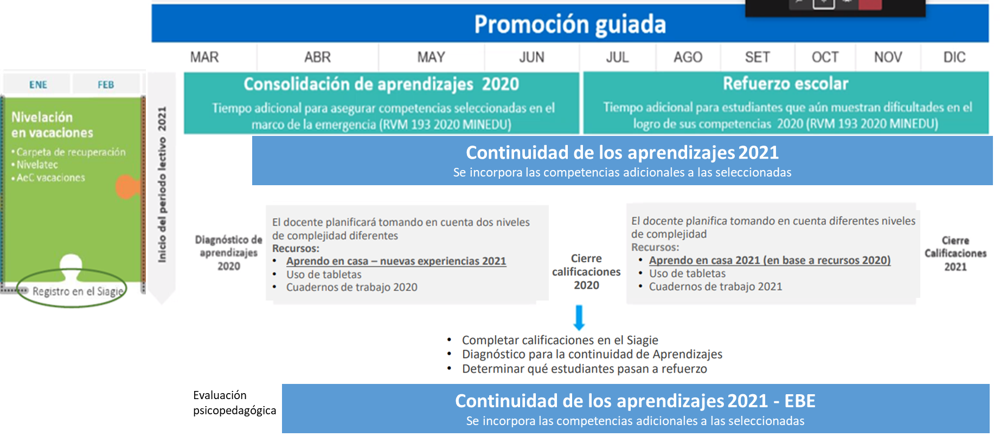 Promoción guiada
MAR ABR MAY JUN JUL AGO SET OCT NOV DIC
ENE FEB
Nivelación
en vacaciones
• Carpeta de recuperación
• Nivelatec
• AeC vacaciones
Registro en el Siagie
Inicio del periodo lectivo 2021
Consolidación de aprendizajes 2020
Tiempo adicional para asegurar competencias seleccionadas en el
marco de la emergencia (RVM 193 2020 MINEDU)
Refuerzo escolar
Tiempo adicional para estudiantes que aún muestran dificultades en el
logro de sus competencias 2020 (RVM 193 2020 MINEDU)
Continuidad de los aprendizajes 2021
Se incorpora las competencias adicionales a las seleccionadas
Diagnóstico de
aprendizajes
2020
El docente planificará tomando en cuenta dos niveles
de complejidad diferentes
Recursos:
• Aprendo en casa – nuevas experiencias 2021
• Uso de tabletas
• Cuadernos de trabajo 2020
Cierre
calificaciones
2020
El docente planifica tomando en cuenta diferentes niveles
de complejidad
Recursos:
• Aprendo en casa 2021 (en base a recursos 2020)
• Uso de tabletas
• Cuadernos de trabajo 2021
Cierre
Calificaciones
2021
• Completar calificaciones en el Siagie
• Diagnóstico para la continuidad de Aprendizajes
• Determinar qué estudiantes pasan a refuerzo
Evaluación
psicopedagógica
Continuidad de los aprendizajes 2021 - EBE
Se incorpora las competencias adicionales a las seleccionadas